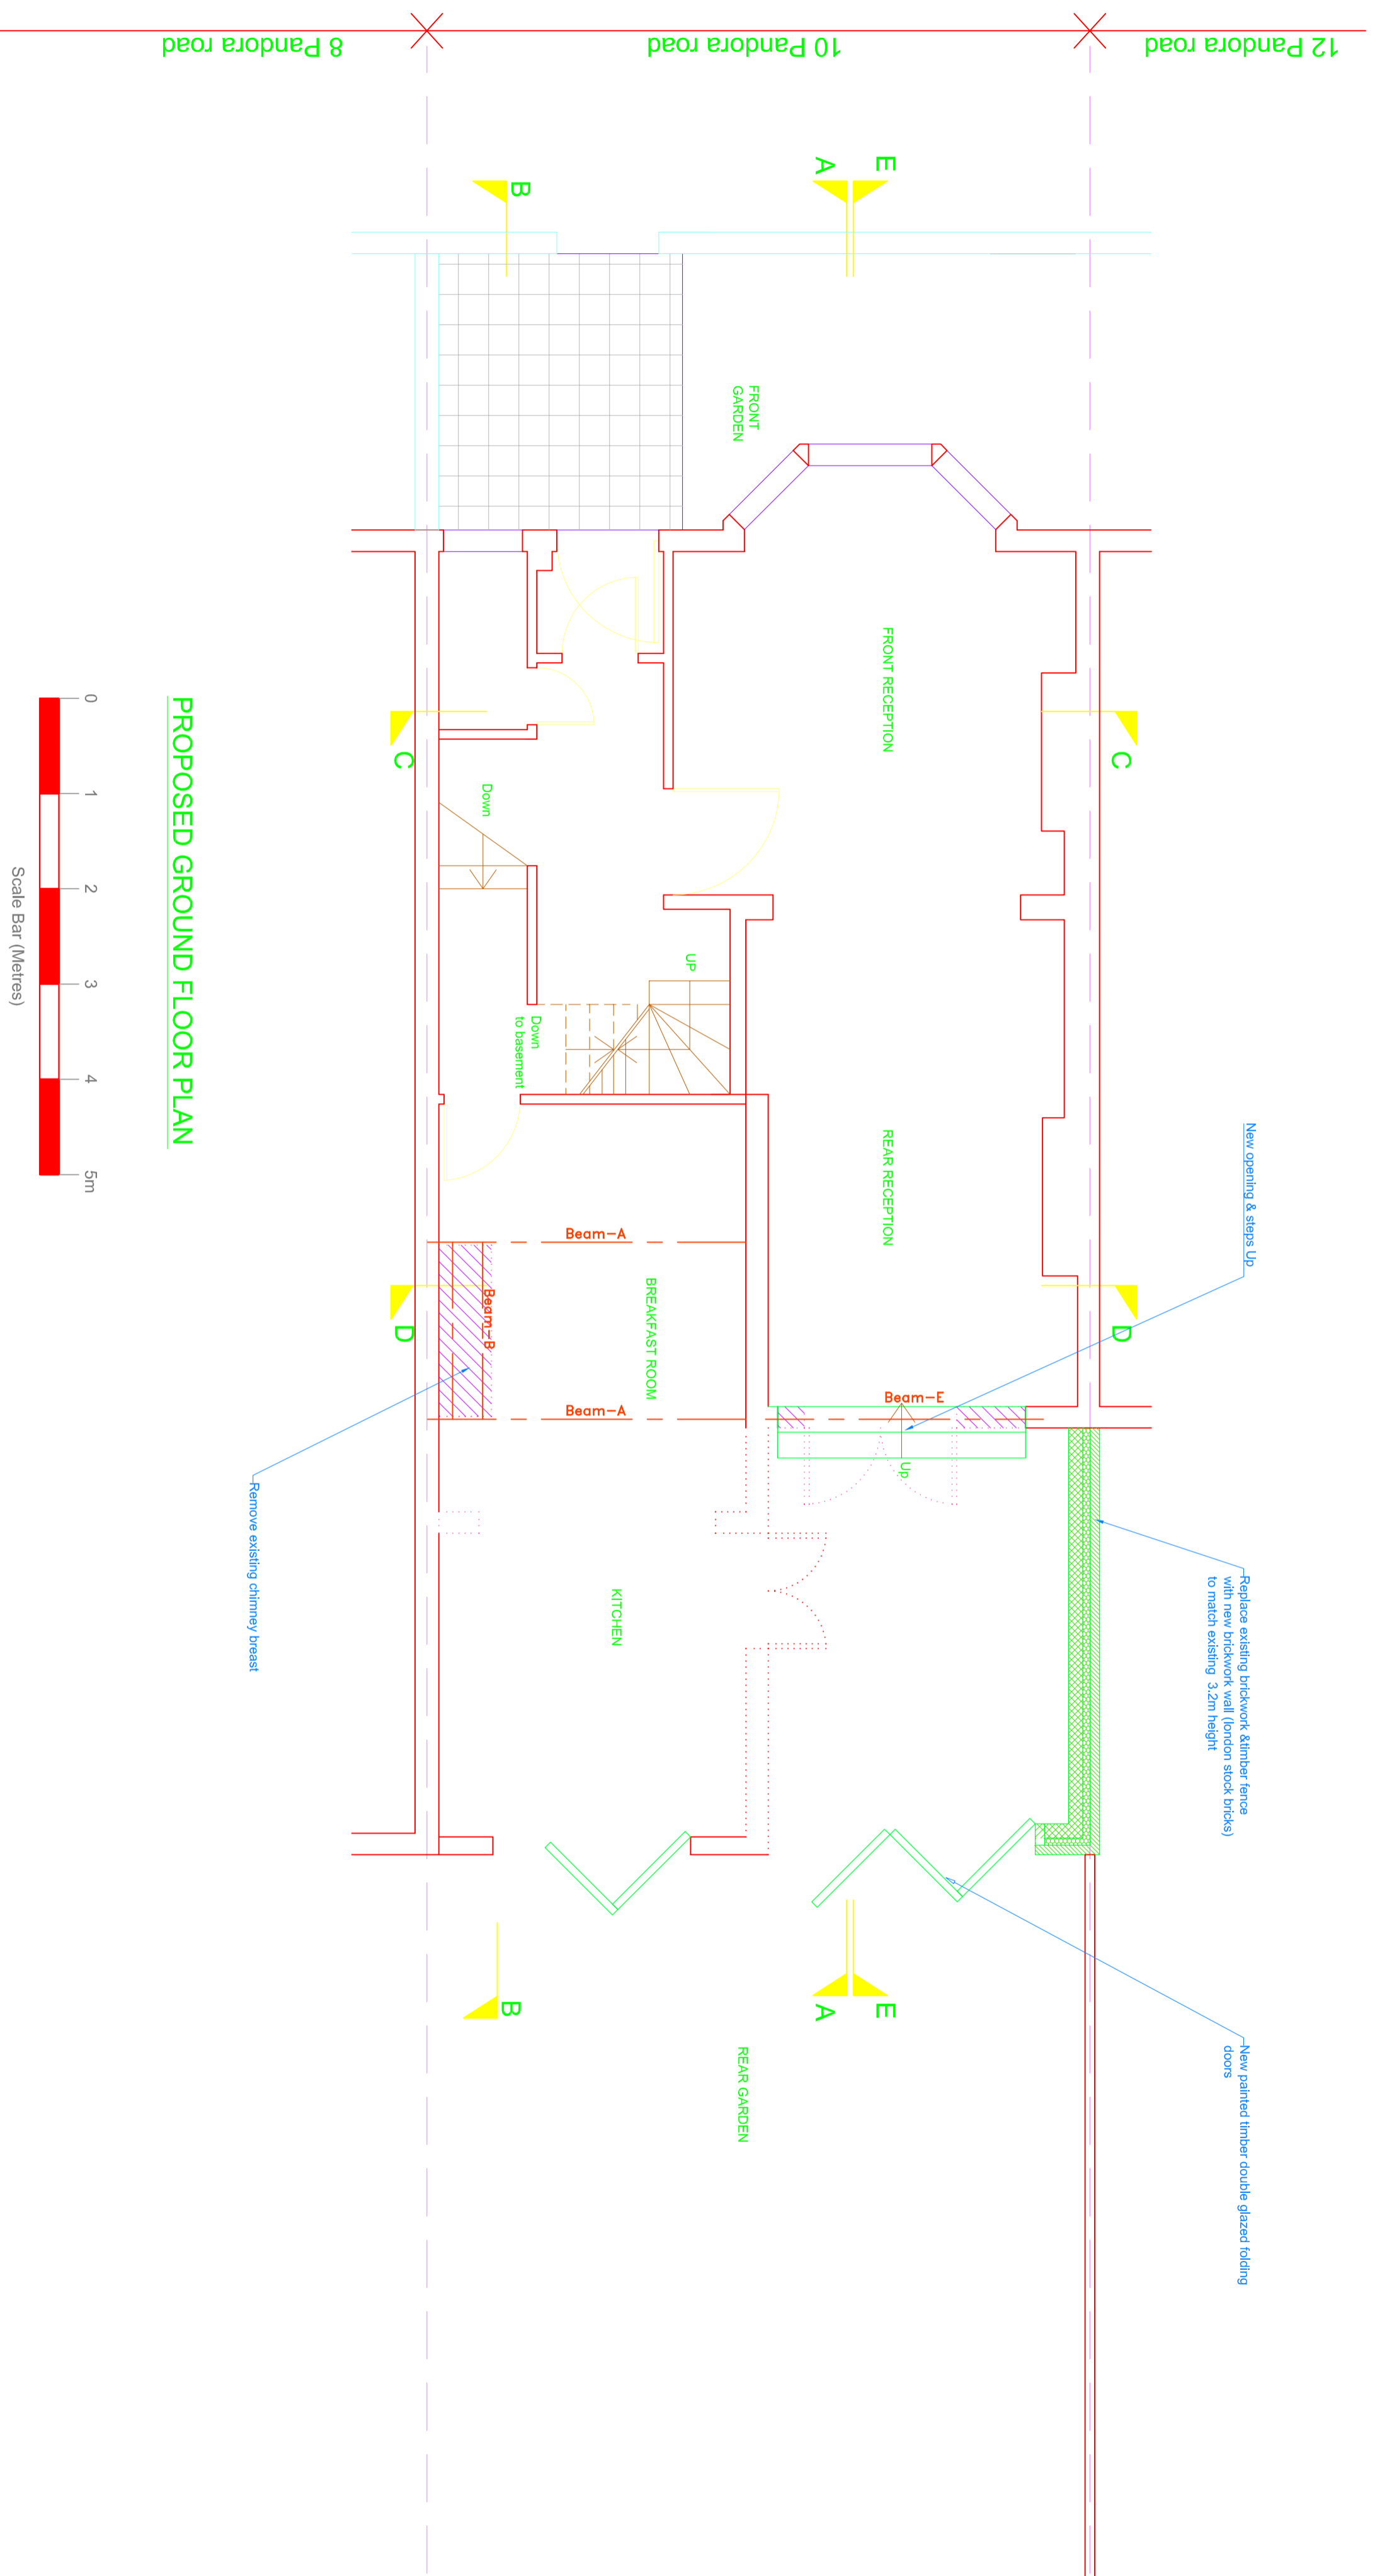 8 Pandora road
10 Pandora road
12 Pandora road
E
A
B
FRONT
GARDEN
FRONT RECEPTION
C
C
Down
UP
Down
to basement
REAR RECEPTION
New opening & steps Up
Beam-A
BREAKFAST ROOM
Beam-B
D
D
Beam-A
Beam-E
Up
Remove existing chimney breast
KITCHEN
Replace existing brickwork &timber fence
with new brickwork wall (london stock bricks)
to match existing 3.2m height
E
A
B
New painted timber double glazed folding
doors
REAR GARDEN
PROPOSED GROUND FLOOR PLAN
0 1 2 3 4 5m
Scale Bar (Metres)